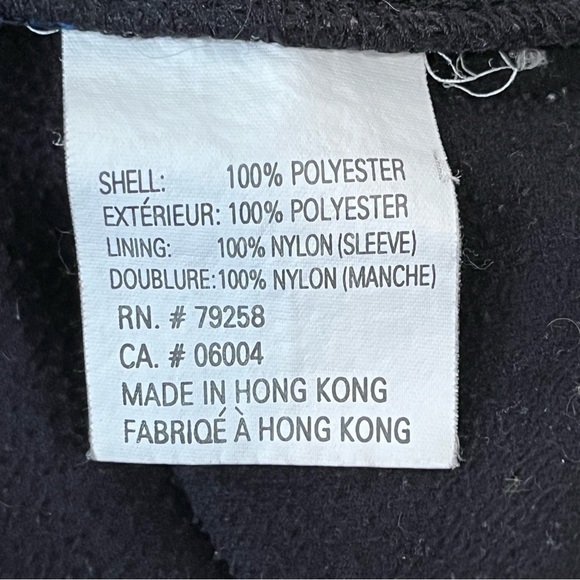 SHELL: 100% POLYESTER
EXTÉRIEUR: 100% POLYESTER
LINING: 100% NYLON (SLEEVE)
DOUBLURE: 100% NYLON (MANCHE)
RN. # 79258
CA. # 06004
MADE IN HONG KONG
FABRIQÉ À HONG KONG